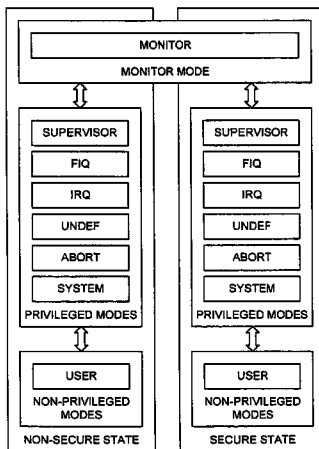 MONITOR
MONITOR MODE
SUPERVISOR
FIQ
IRQ
UNDEF
ABORT
SYSTEM
PRIVILEGED MODES
USER
NON-PRIVILEGED
MODES
NON-SECURE STATE
SUPERVISOR
FIQ
IRQ
UNDEF
ABORT
SYSTEM
PRIVILEGED MODES
USER
NON-PRIVILEGED
MODES
SECURE STATE